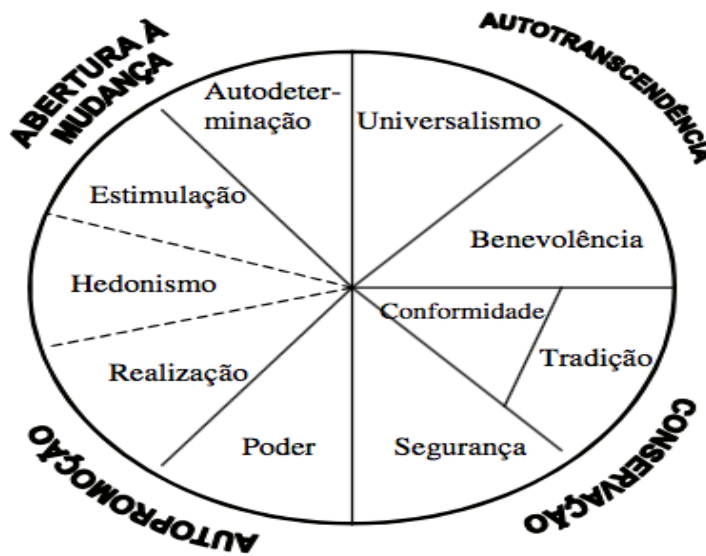 ABERTURA À
MUDANÇA
AUTOTRANSCENDÊNCIA
Autodeter-
minação
Universalismo
Estimulação
Benevolência
Hedonismo
Conformidade
Tradição
Realização
Poder
Segurança
AUTOPROMOÇÃO
CONSERVAÇÃO